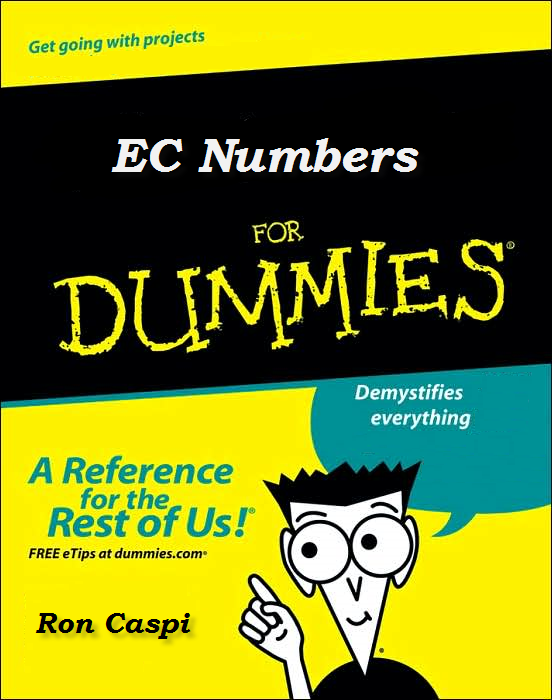 Get going with projects
EC Numbers
FOR
DUMMIES®
Demystifies
everything
A Reference
for the
Rest of Us!®
FREE eTips at dummies.com®
Ron Caspi